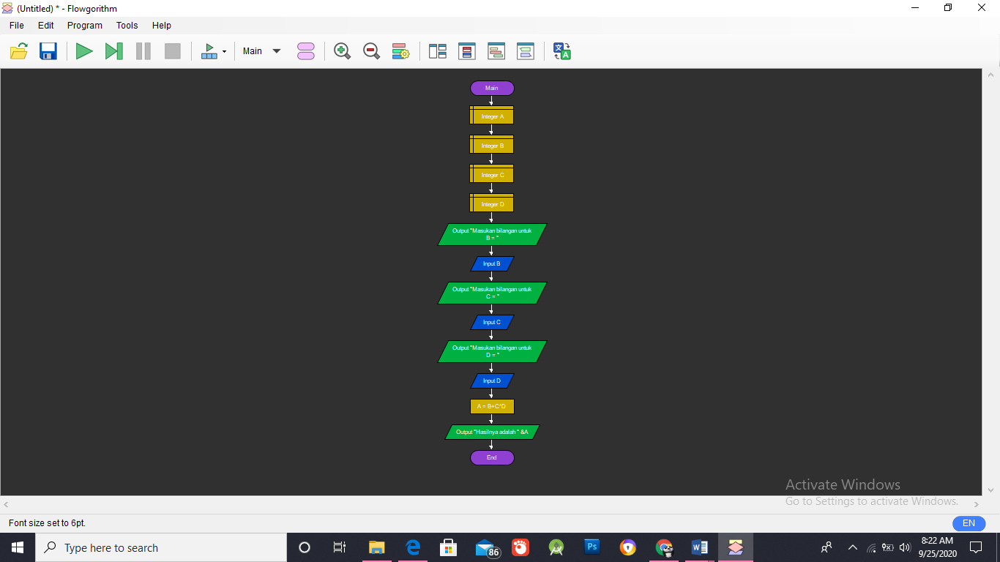 (Untitled) * - Flowgorithm
File Edit Program Tools Help
Main
Main
Integer A
Integer B
Integer C
Integer D
Output "Masukan bilangan untuk
B = "
Input B
Output "Masukan bilangan untuk
C = "
Input C
Output "Masukan bilangan untuk
D = "
Input D
A = B+C*D
Output "Hasilnya adalah " &A
End
Activate Windows
Go to Settings to activate Windows.
Font size set to 6pt.
EN
Type here to search
86
Ps
8:22 AM
9/25/2020